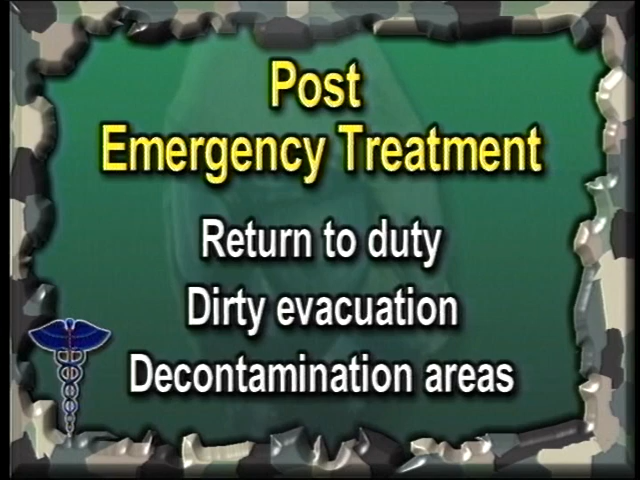 Post
Emergency Treatment
Return to duty
Dirty evacuation
Decontamination areas